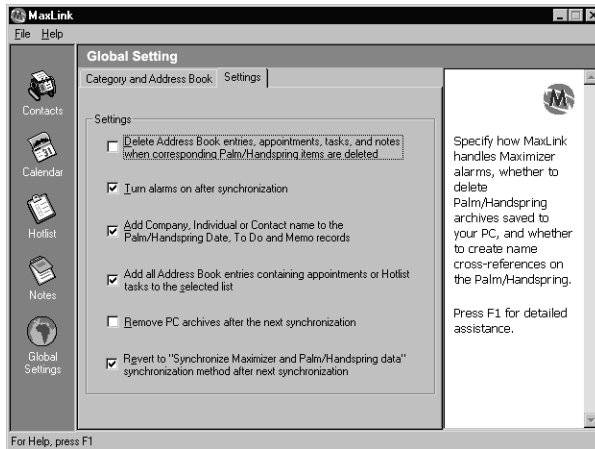 MaxLink
File Help
Global Setting
Category and Address Book
Settings
Contacts
Calendar
Hotlist
Notes
Global
Settings
Settings
Delete Address Book entries, appointments, tasks, and notes
when corresponding Palm/Handspring items are deleted
Turn alarms on after synchronization
Add Company, Individual or Contact name to the
Palm/Handspring Date, To Do and Memo records
Add all Address Book entries containing appointments or Hotlist
tasks to the selected list
Remove PC archives after the next synchronization
Revert to "Synchronize Maximizer and Palm/Handspring data"
synchronization method after next synchronization
M
Specify how MaxLink
handles Maximizer
alarms, whether to
delete
Palm/Handspring
archives saved to
your PC, and whether
to create name
cross-references on
the Palm/Handspring.
Press F1 for detailed
assistance.
For Help, press F1